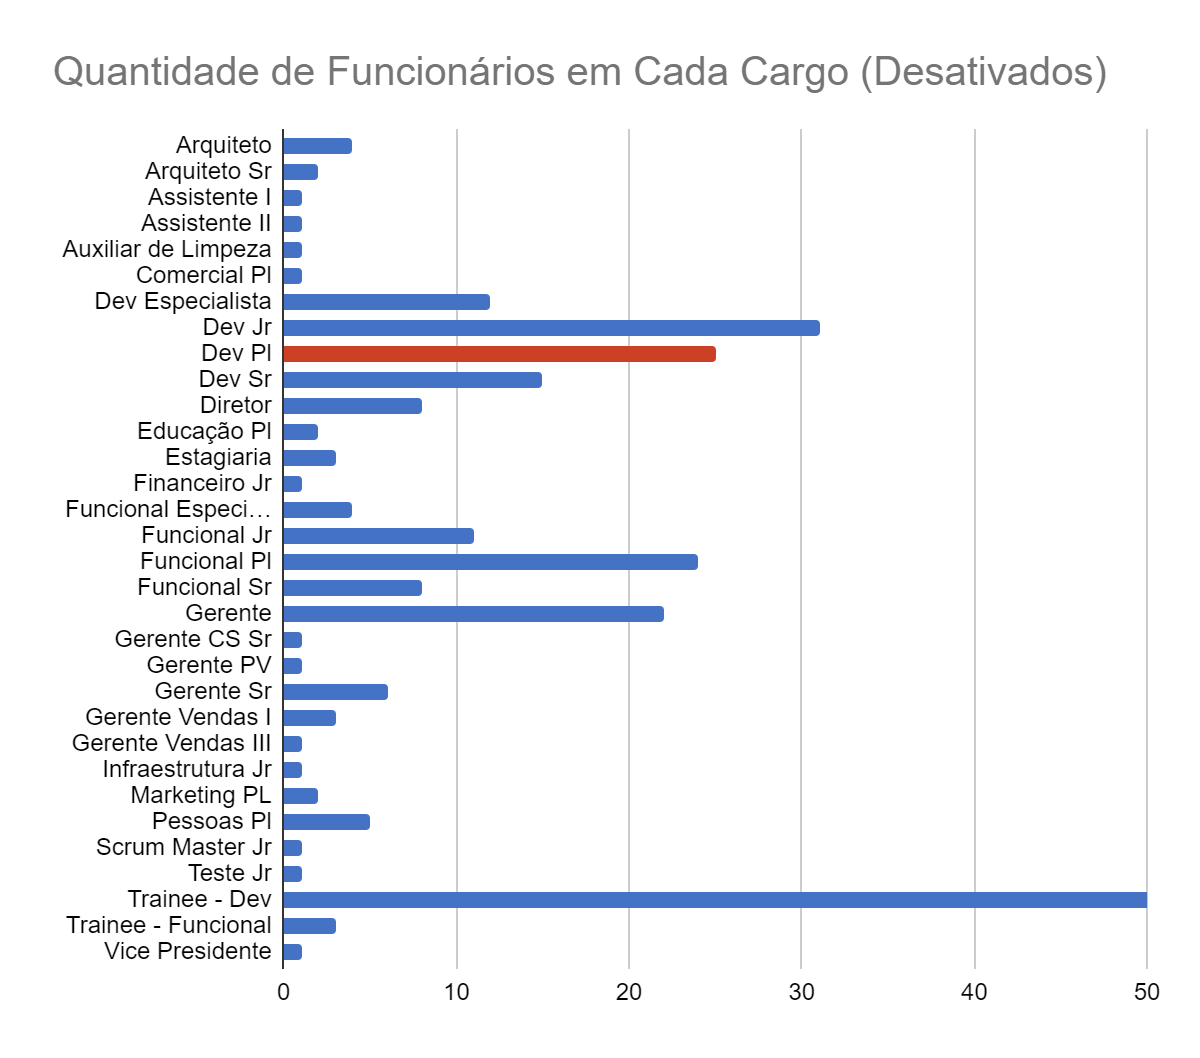 Quantidade de Funcionários em Cada Cargo (Desativados)
Arquiteto
Arquiteto Sr
Assistente I
Assistente II
Auxiliar de Limpeza
Comercial Pl
Dev Especialista
Dev Jr
Dev Pl
Dev Sr
Diretor
Educação Pl
Estagiaria
Financeiro Jr
Funcional Especi…
Funcional Jr
Funcional Pl
Funcional Sr
Gerente
Gerente CS Sr
Gerente PV
Gerente Sr
Gerente Vendas I
Gerente Vendas III
Infraestrutura Jr
Marketing PL
Pessoas Pl
Scrum Master Jr
Teste Jr
Trainee - Dev
Trainee - Funcional
Vice Presidente
0 10 20 30 40 50